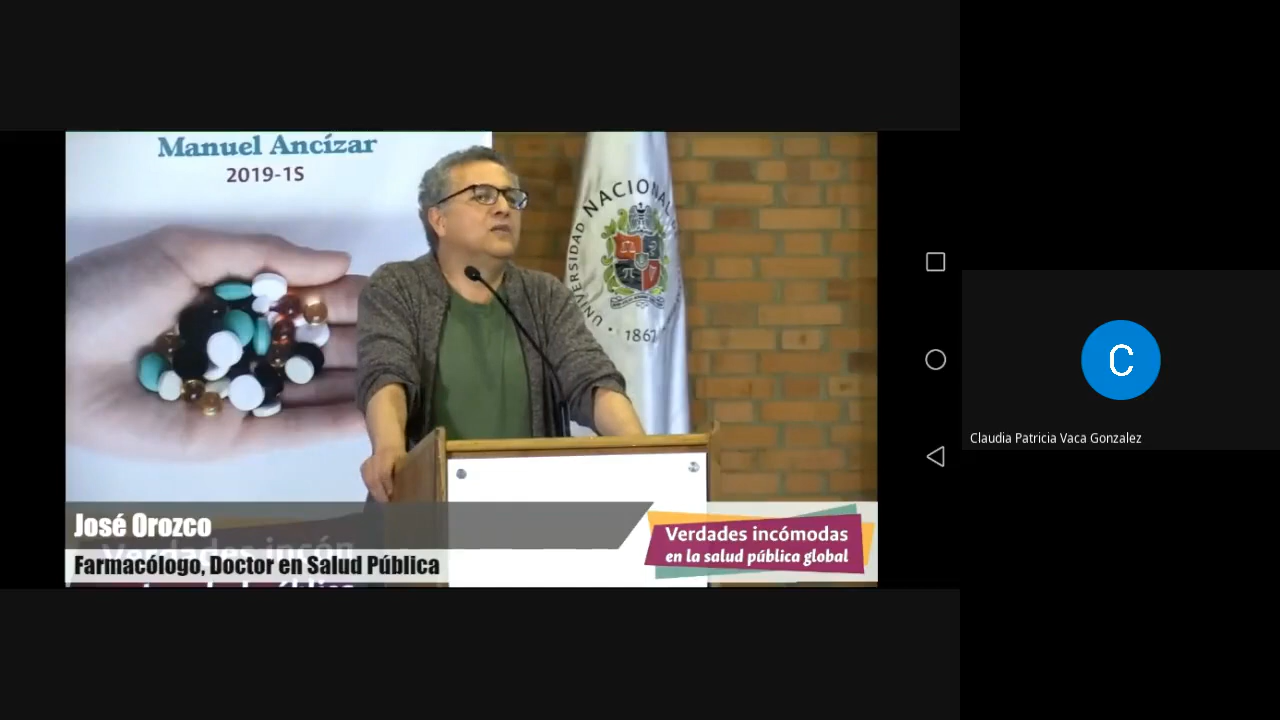 Manuel Ancízar
2019-1S
UNIVERSIDAD NACIONAL
1867
José Orozco
Farmacólogo, Doctor en Salud Pública
Verdades incómodas
en la salud pública global
C
Claudia Patricia Vaca Gonzalez